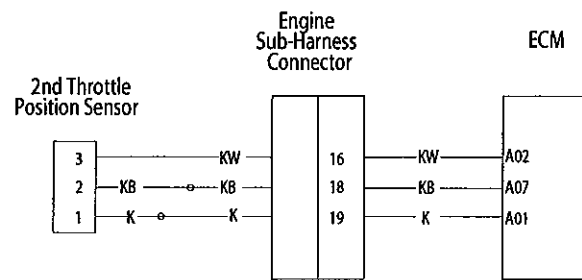 Engine
Sub-Harness
Connector
ECM
2nd Throttle
Position Sensor
3 KW 16 KW A02
2 KB KB 18 KB A07
1 K K 19 K A01